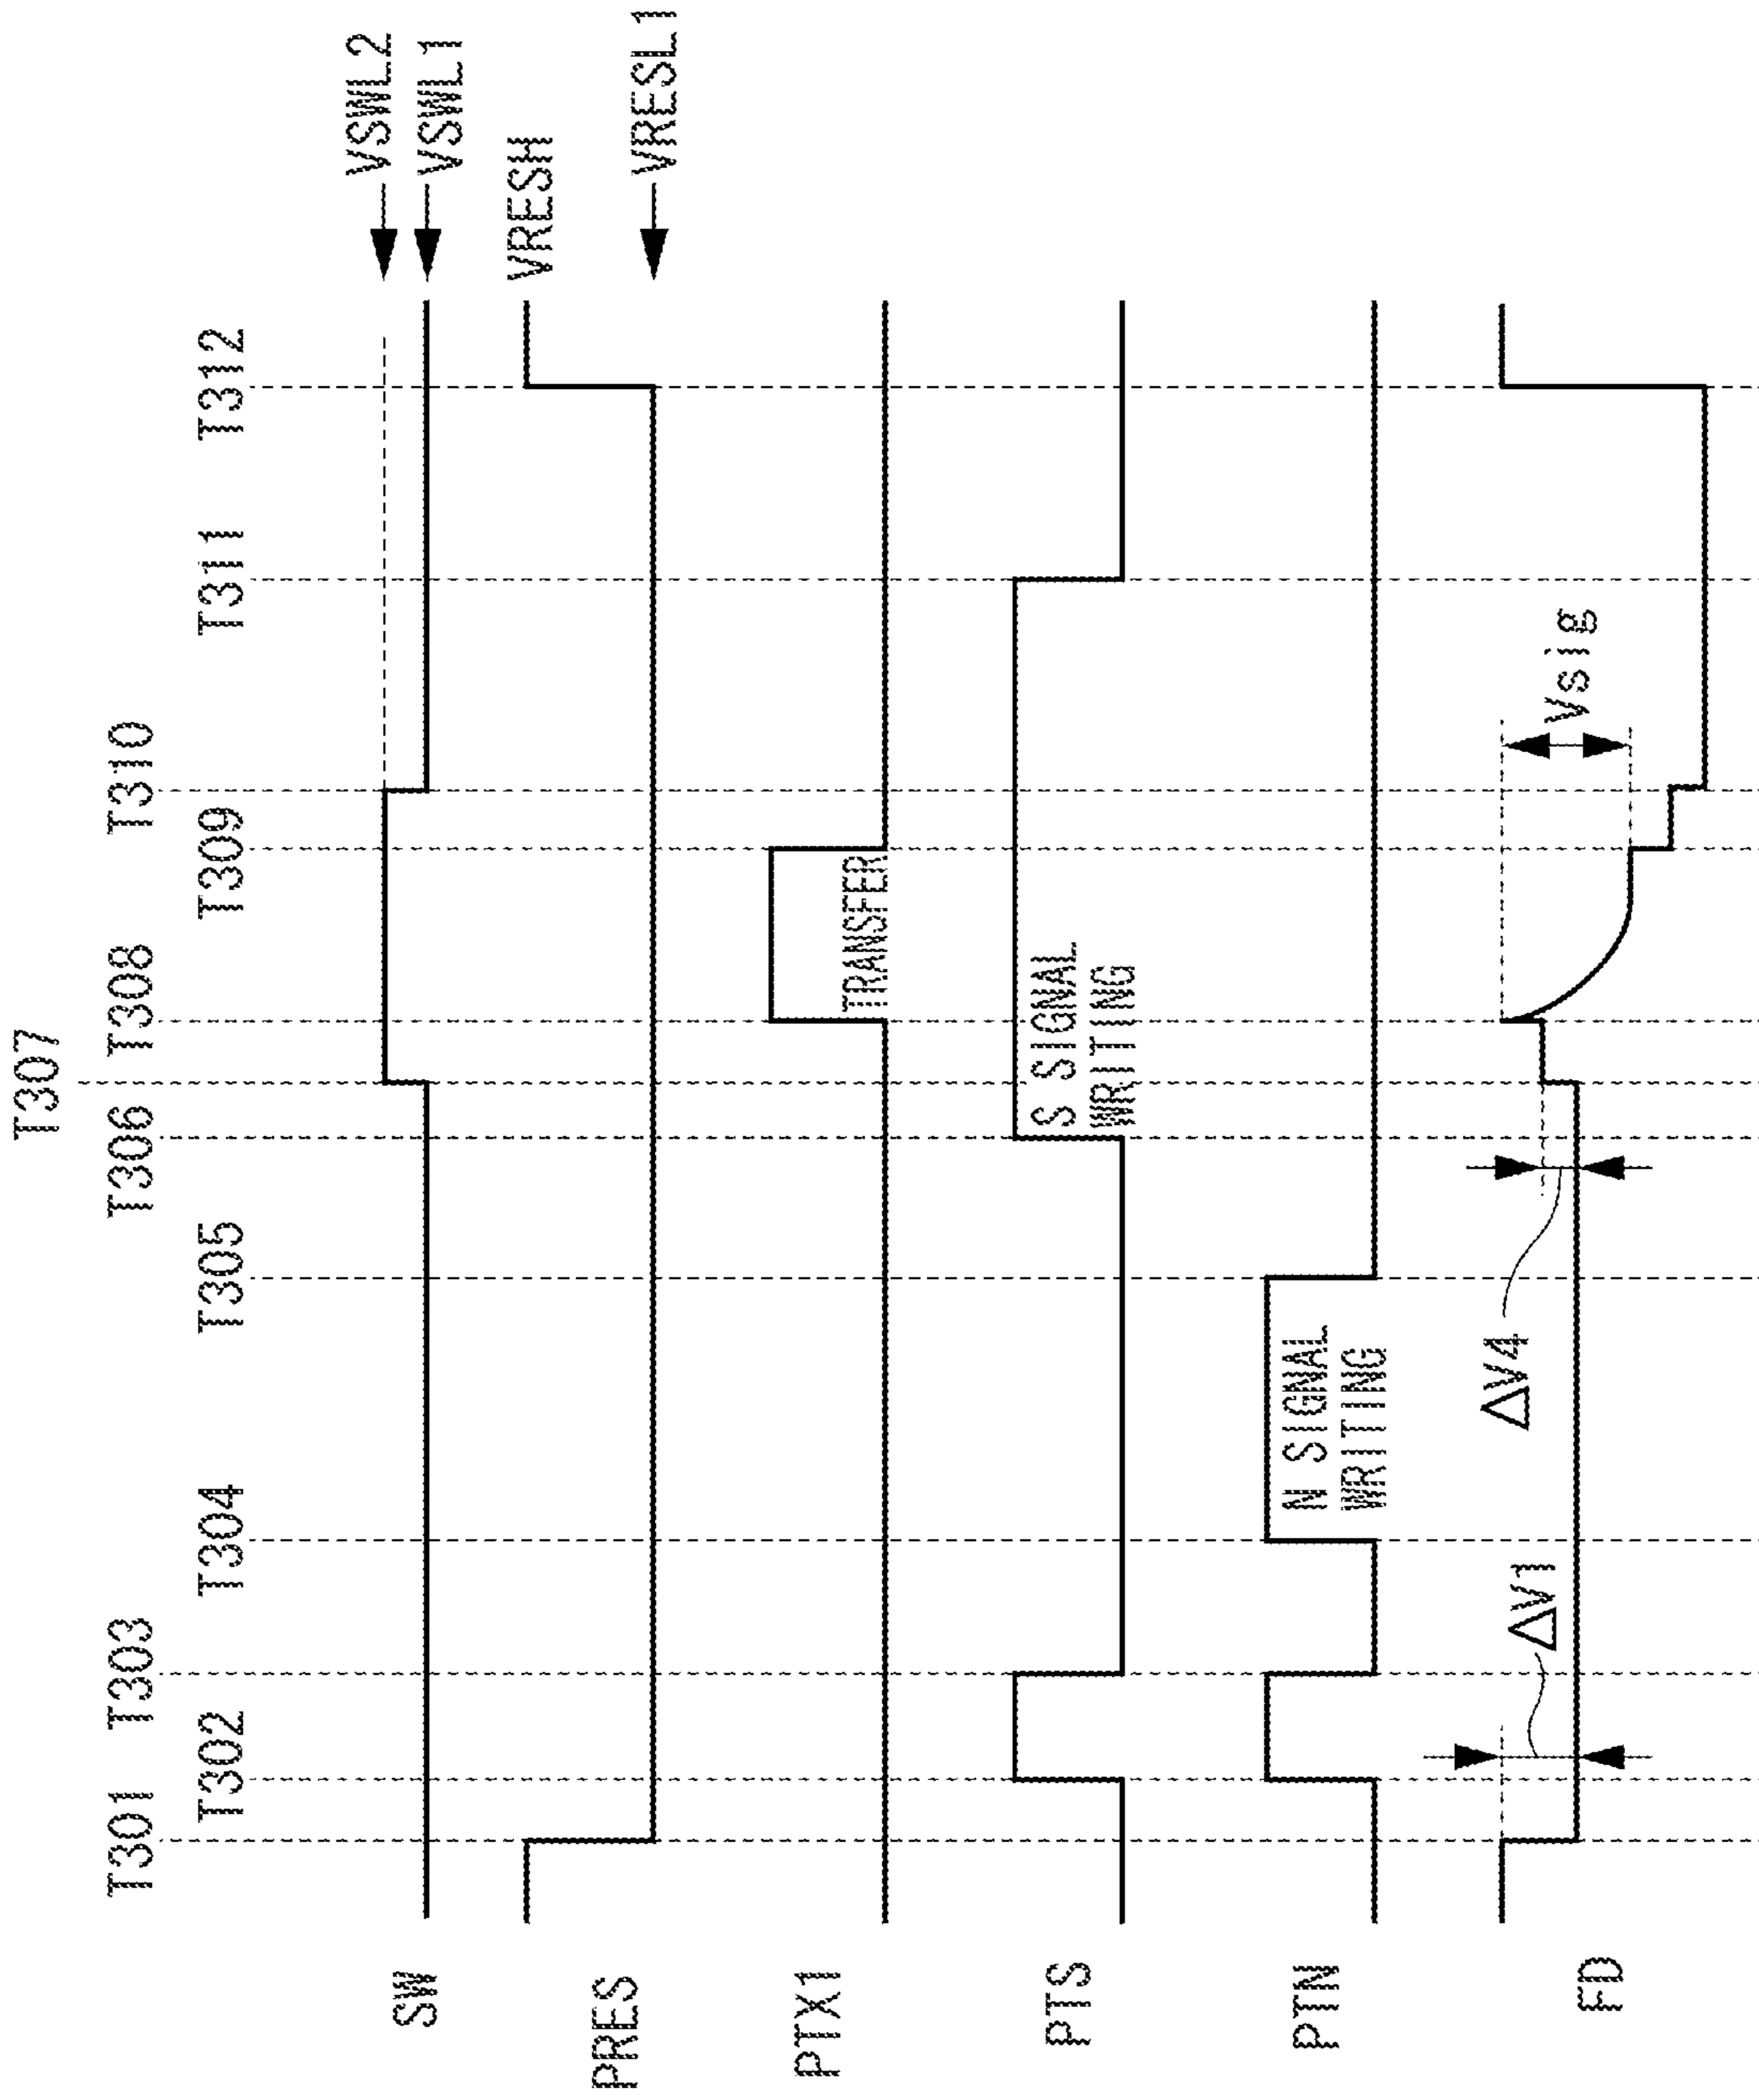 T307
T301 T303 T306 T308 T310
T302 T304 T305 T309 T311 T312
SW
VSWL2
VSWL1
PRES
VRESH
VRESL1
PTX1
TRANSFER
PTS
S SIGNAL
WRITING
PTN
N SIGNAL
WRITING
FD
ΔV1
ΔV4
Vsig